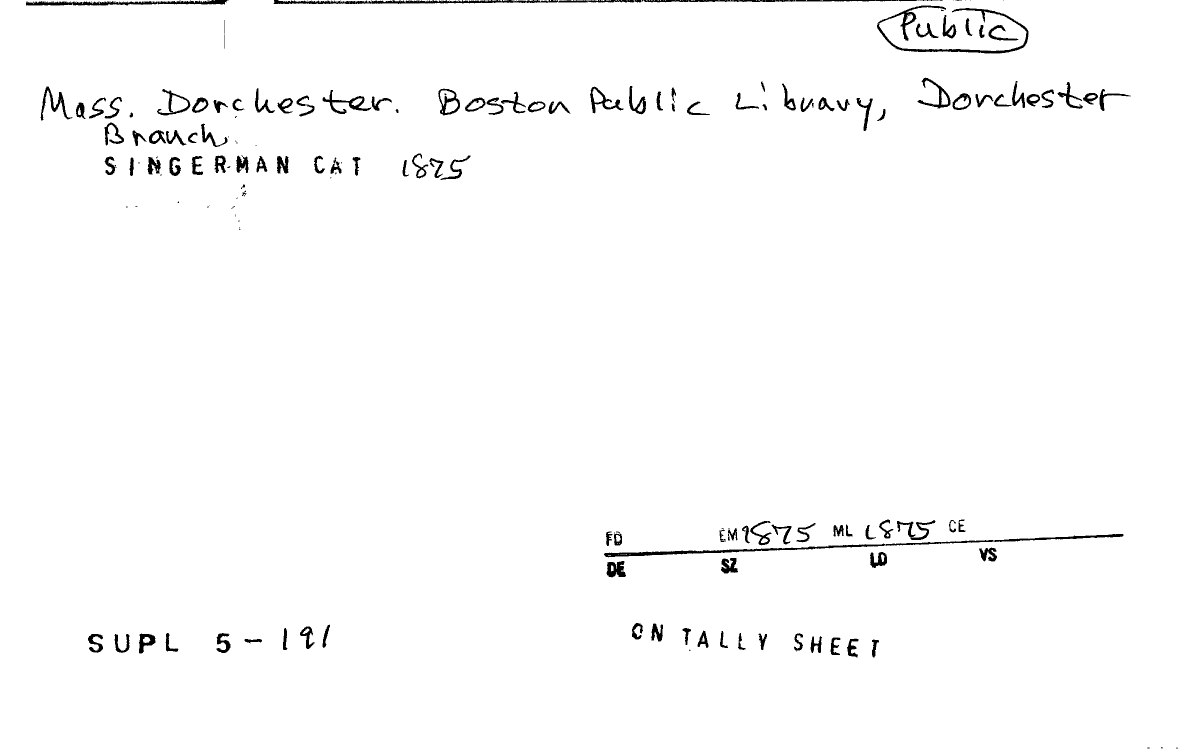 Public
Mass. Dorchester. Boston Public Library, Dorchester
Branch.
SINGERMAN CAT 1875
FD EM 1875 ML 1875 CE
DE SZ LD VS
SUPL 5-191
ON TALLY SHEET